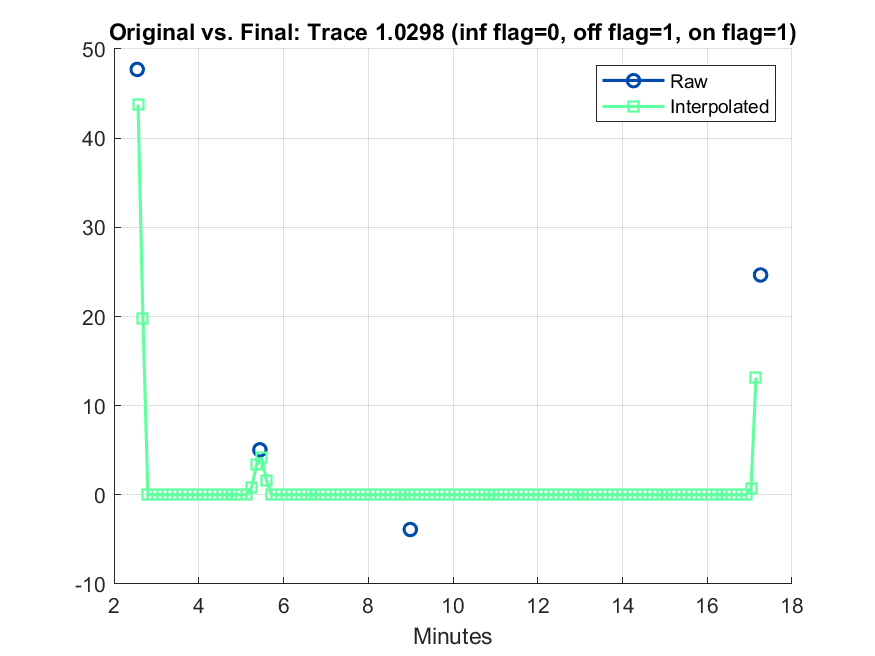 Original vs. Final: Trace 1.0298 (inf flag=0, off flag=1, on flag=1)
50
40
30
20
10
0
-10
Raw
Interpolated
2 4 6 8 10 12 14 16 18
Minutes